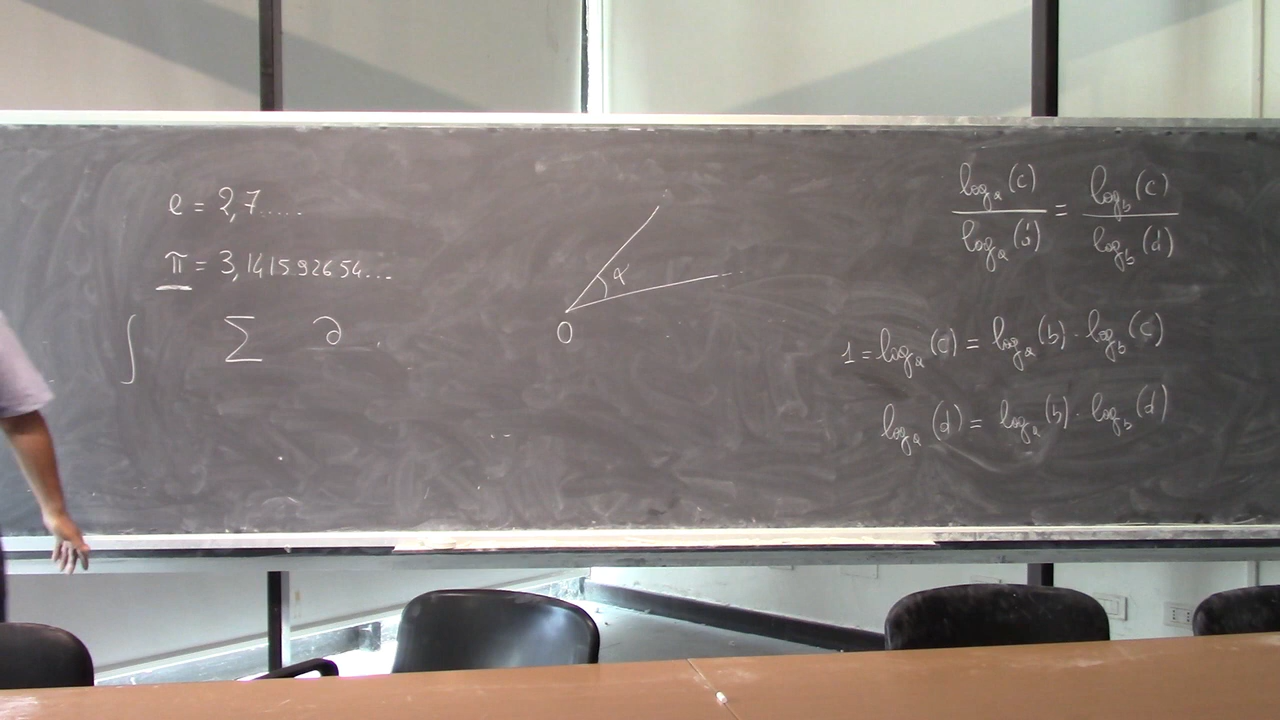 e = 2,7.....
π = 3,141592654...
∫ Σ ∂
α
O
log_a(c) / log_a(d) = log_b(c) / log_b(d)
1 = log_a(c) = log_a(b) · log_b(c)
log_a(d) = log_a(b) · log_b(d)